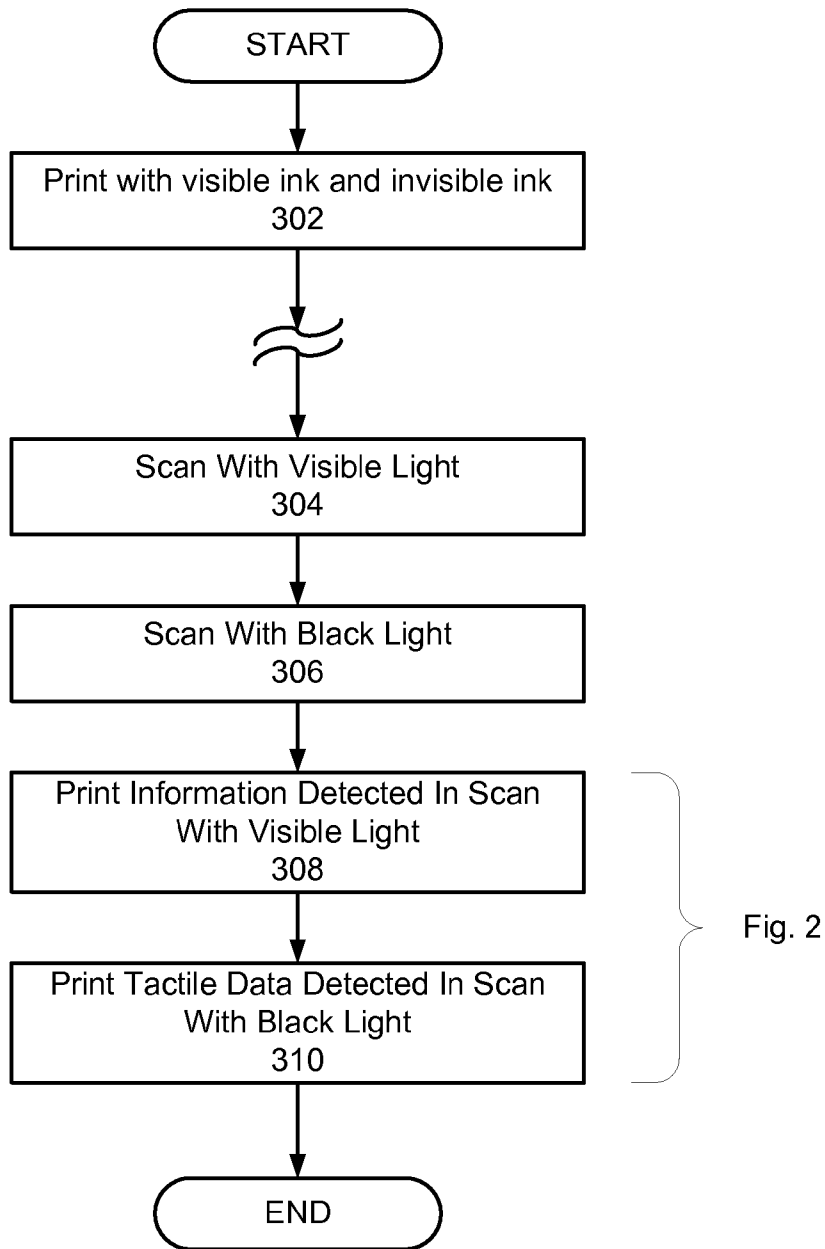 START
Print with visible ink and invisible ink
302
Scan With Visible Light
304
Scan With Black Light
306
Print Information Detected In Scan
With Visible Light
308
Fig. 2
Print Tactile Data Detected In Scan
With Black Light
310
END